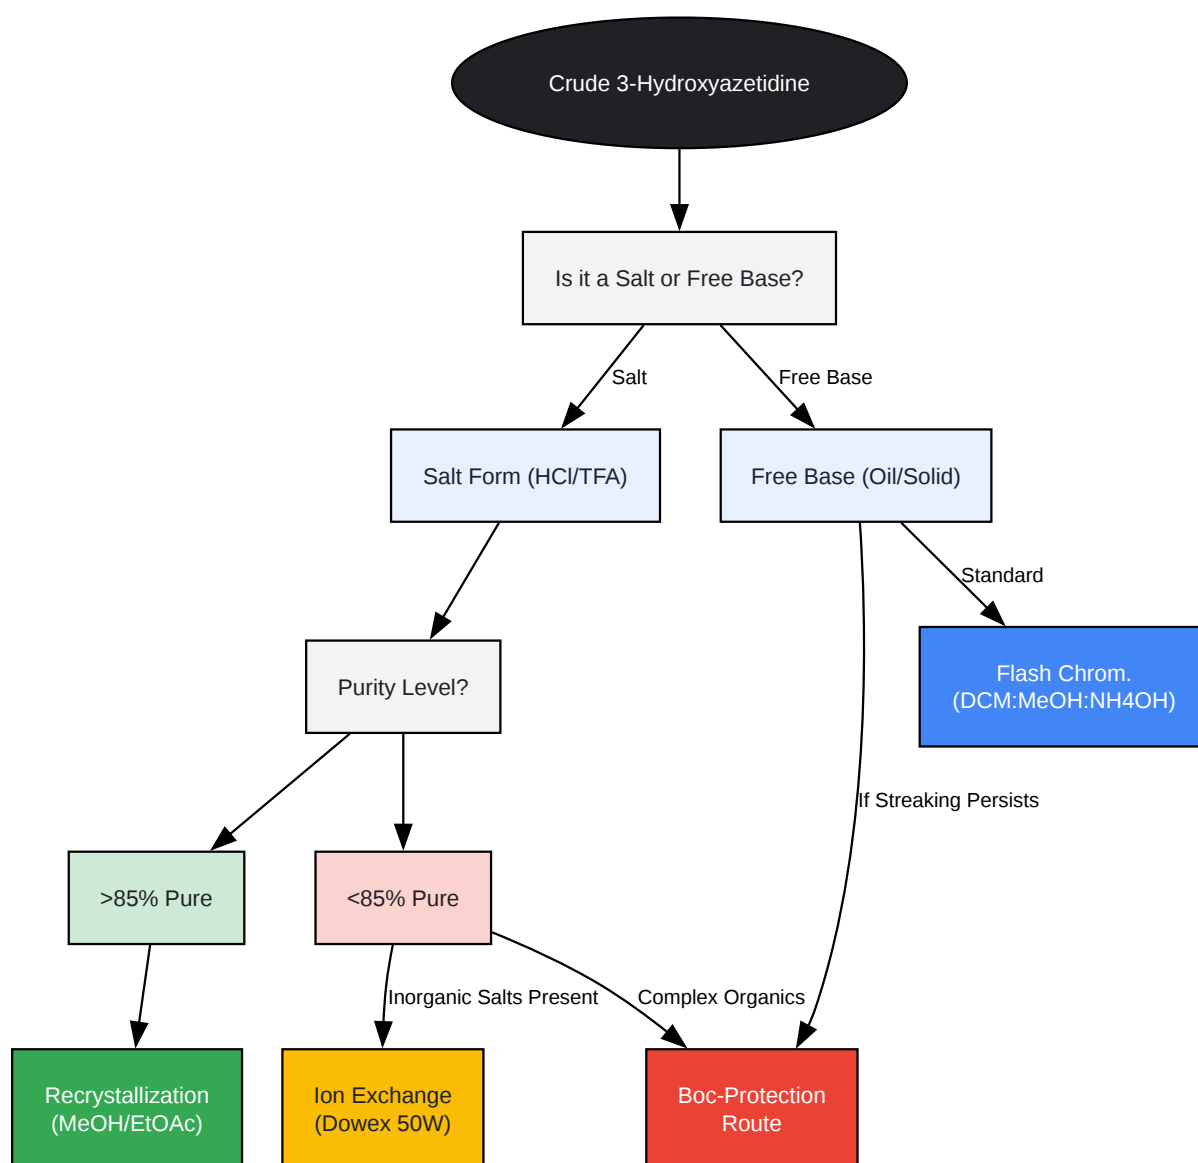 Crude 3-Hydroxyazetidine
Is it a Salt or Free Base?
Salt
Free Base
Salt Form (HCl/TFA)
Free Base (Oil/Solid)
Standard
Purity Level?
Flash Chrom.
(DCM:MeOH:NH4OH)
If Streaking Persists
>85% Pure
<85% Pure
Inorganic Salts Present
Complex Organics
Recrystallization
(MeOH/EtOAc)
Ion Exchange
(Dowex 50W)
Boc-Protection
Route